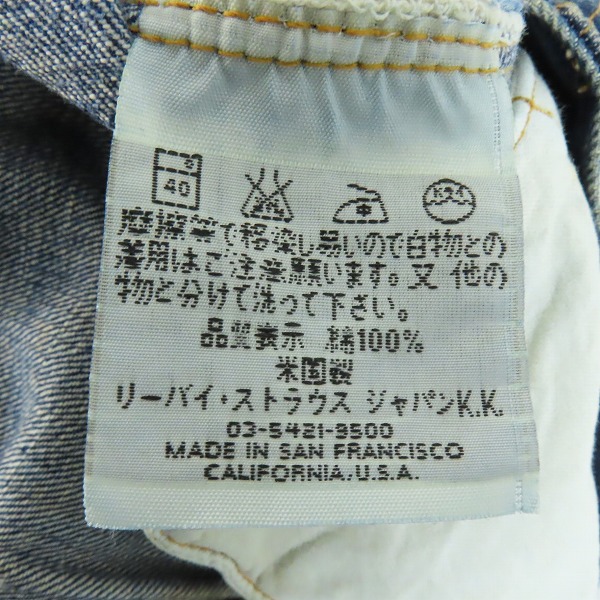 40
摩擦等で移染し易いので白物との
着用はご注意願います。又 他の
物と分けて洗って下さい。
品質表示 綿100%
米国製
リーバイ・ストラウス ジャパンK.K.
03-5421-9500
MADE IN SAN FRANCISCO
CALIFORNIA.U.S.A.